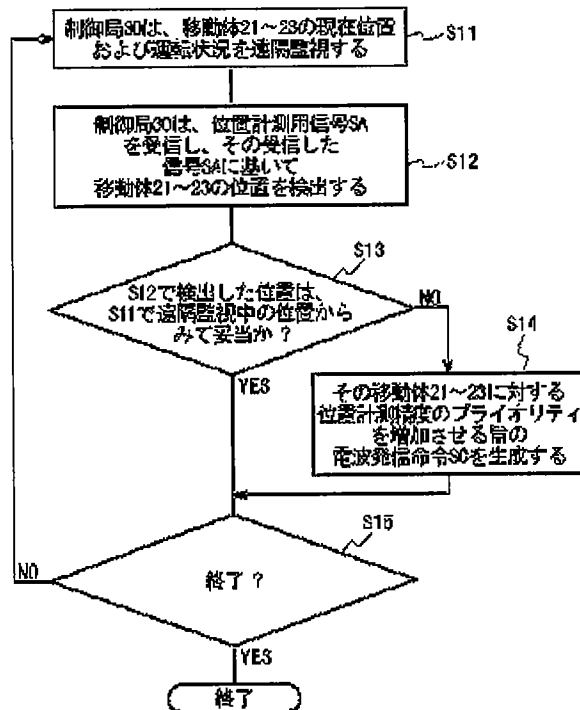 制御局30は、移動体21～23の現在位置
および運転状況を遠隔監視する
S11
制御局30は、位置計測用信号SA
を受信し、その受信した
信号SAに基いて
移動体21～23の位置を検出する
S12
S13
S12で検出した位置は、
S11で遠隔監視中の位置から
みて妥当か？
NO
YES
S14
その移動体21～23に対する
位置計測精度のプライオリティ
を増加させる旨の
電波発信命令SCを生成する
S15
終了？
NO
YES
終了